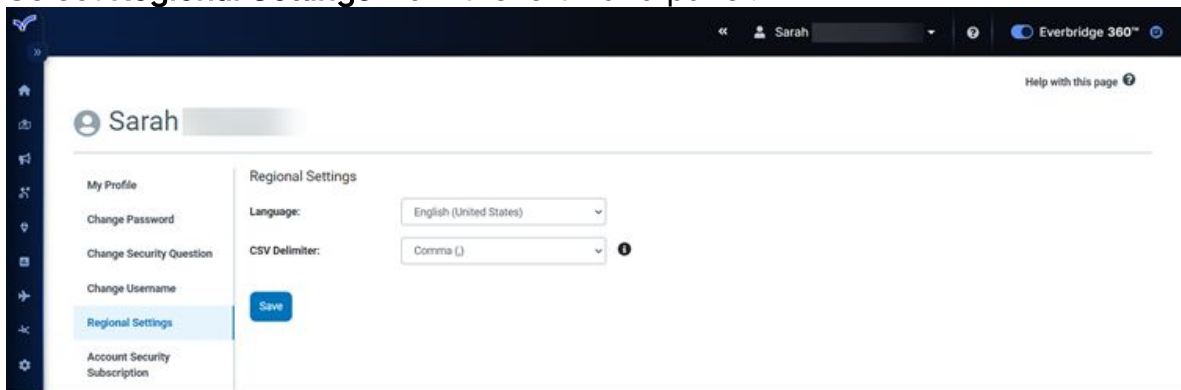 « Sarah Everbridge 360™
Help with this page
Sarah
My Profile
Change Password
Change Security Question
Change Username
Regional Settings
Account Security
Subscription
Regional Settings
Language: English (United States)
CSV Delimiter: Comma (,)
Save